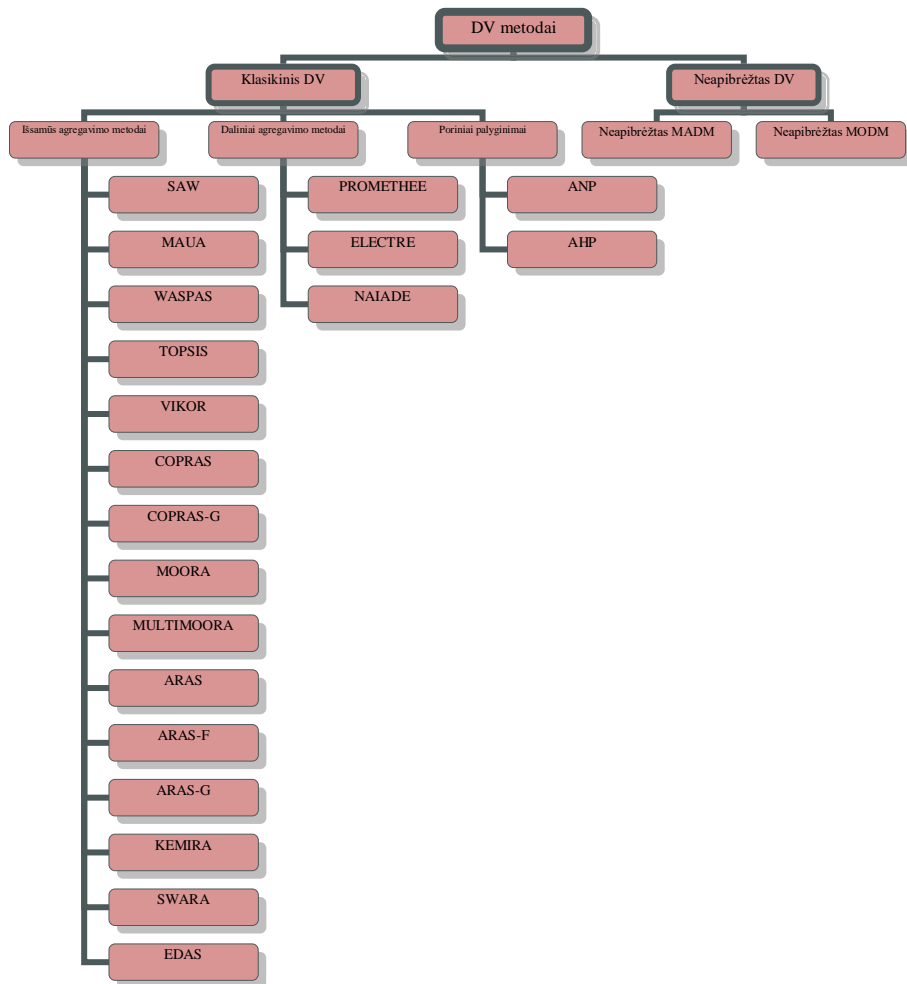 DV metodai
Klasikinis DV
Neapibrėžtas DV
Išsamūs agregavimo metodai
Daliniai agregavimo metodai
Poriniai palyginimai
Neapibrėžtas MADM
Neapibrėžtas MODM
SAW
MAUA
WASPAS
TOPSIS
VIKOR
COPRAS
COPRAS-G
MOORA
MULTIMOORA
ARAS
ARAS-F
ARAS-G
KEMIRA
SWARA
EDAS
PROMETHEE
ELECTRE
NAIADE
ANP
AHP